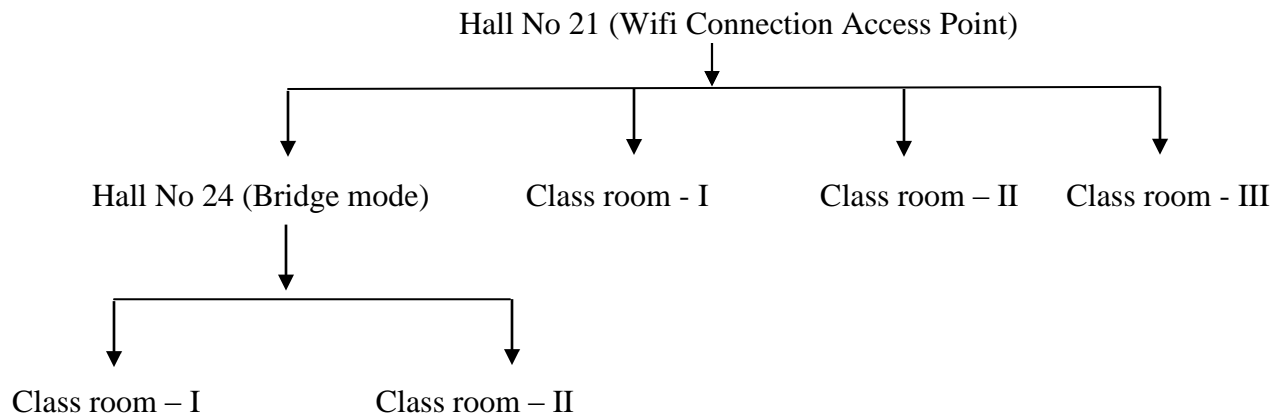 Hall No 21 (Wifi Connection Access Point)
Hall No 24 (Bridge mode) Class room - I Class room – II Class room - III
Class room – I Class room – II